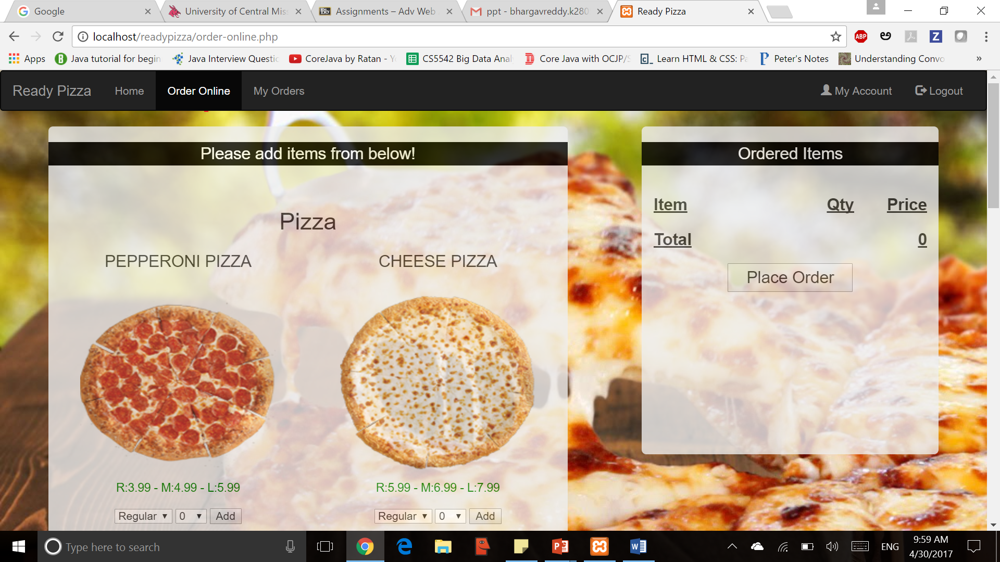 Google
University of Central Mis
Assignments – Adv Web
ppt - bhargavreddy.k280
Ready Pizza
localhost/readypizza/order-online.php
ABP
Z
Apps
Java tutorial for begin
Java Interview Questic
CoreJava by Ratan - Y
CS5542 Big Data Anal
Core Java with OCJP/S
Learn HTML & CSS: Pa
Peter's Notes
Understanding Convo
»
Ready Pizza
Home
Order Online
My Orders
My Account
Logout
Please add items from below!
Ordered Items
Item Qty Price
Total 0
Place Order
Pizza
PEPPERONI PIZZA
CHEESE PIZZA
R:3.99 - M:4.99 - L:5.99
R:5.99 - M:6.99 - L:7.99
Regular 0 Add
Regular 0 Add
Type here to search
ENG
9:59 AM
4/30/2017